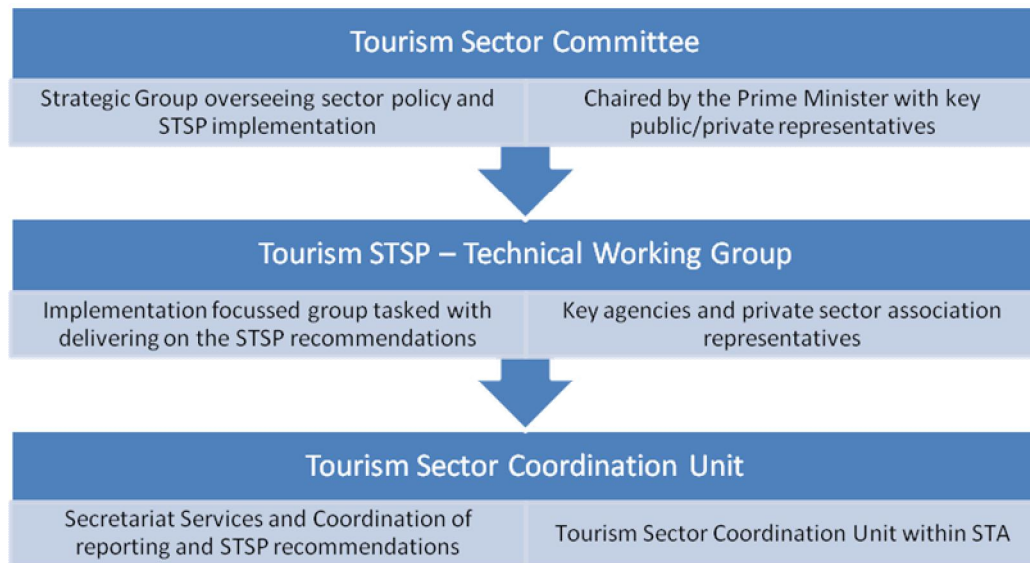 Tourism Sector Committee
Strategic Group overseeing sector policy and
STSP implementation
Chaired by the Prime Minister with key
public/private representatives
Tourism STSP – Technical Working Group
Implementation focussed group tasked with
delivering on the STSP recommendations
Key agencies and private sector association
representatives
Tourism Sector Coordination Unit
Secretariat Services and Coordination of
reporting and STSP recommendations
Tourism Sector Coordination Unit within STA